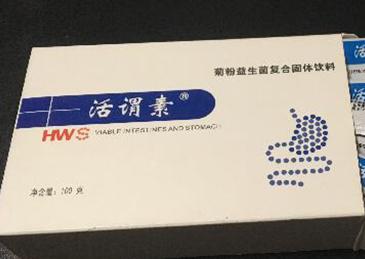 菊粉益生菌复合固体饮料
活谓素®
HWS VIABLE INTESTINES AND STOMACH
净含量: 100 克